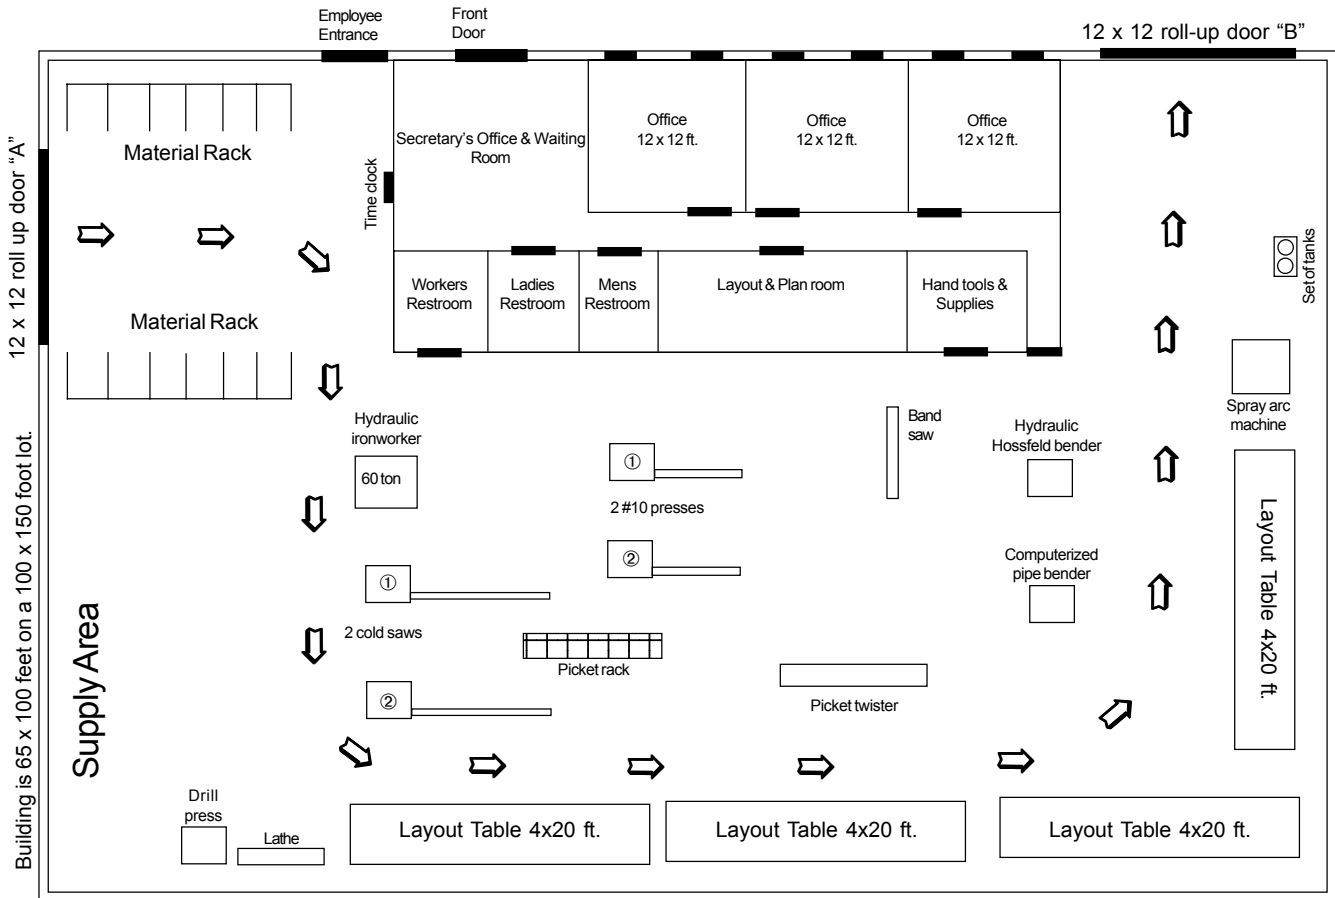 Employee
Entrance
Front
Door
12 x 12 roll-up door “B”
12 x 12 roll up door “A”
Material Rack
Time clock
Secretary’s Office & Waiting
Room
Office
12 x 12 ft.
Office
12 x 12 ft.
Office
12 x 12 ft.
Set of tanks
Workers
Restroom
Ladies
Restroom
Mens
Restroom
Layout & Plan room
Hand tools &
Supplies
Material Rack
Spray arc
machine
Hydraulic
ironworker
60 ton
①
2 #10 presses
②
Band
saw
Hydraulic
Hossfeld bender
Computerized
pipe bender
Layout Table 4x20 ft.
①
2 cold saws
②
Picket rack
Picket twister
Supply Area
Building is 65 x 100 feet on a 100 x 150 foot lot.
Drill
press
Lathe
Layout Table 4x20 ft.
Layout Table 4x20 ft.
Layout Table 4x20 ft.